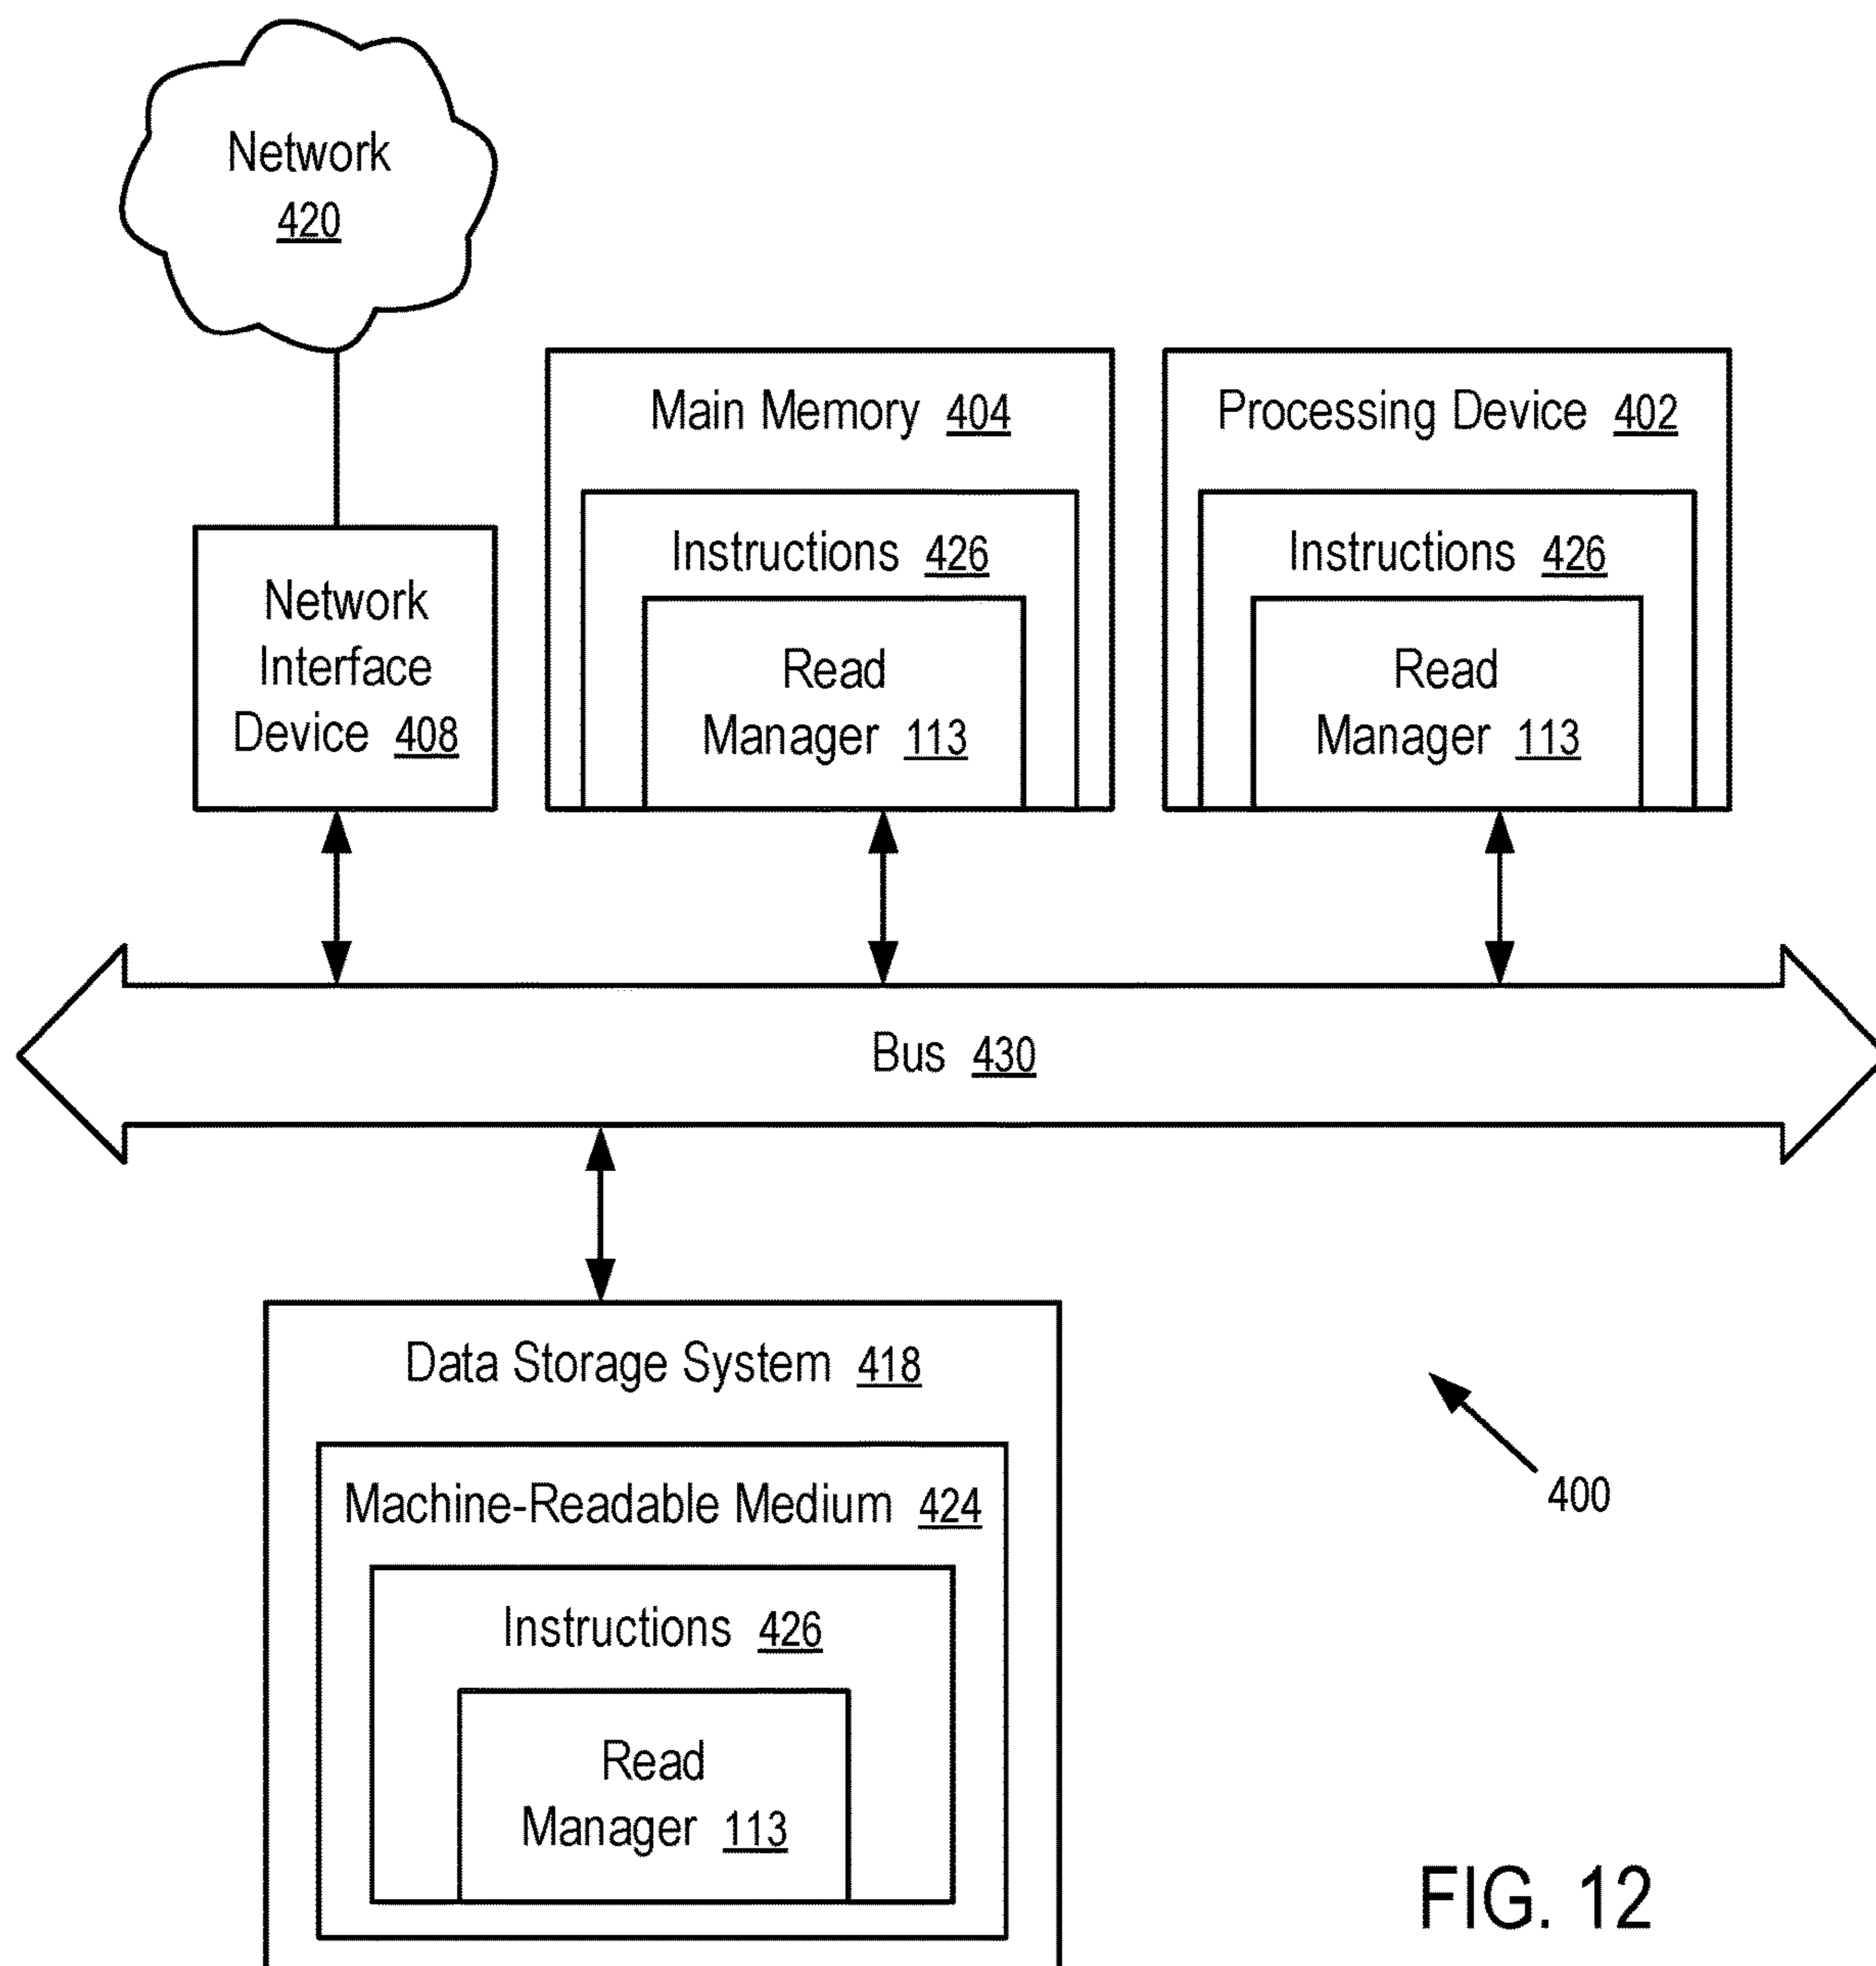 Network
420
Main Memory 404
Instructions 426
Read
Manager 113
Processing Device 402
Instructions 426
Read
Manager 113
Network
Interface
Device 408
Bus 430
Data Storage System 418
Machine-Readable Medium 424
Instructions 426
Read
Manager 113
400
FIG. 12